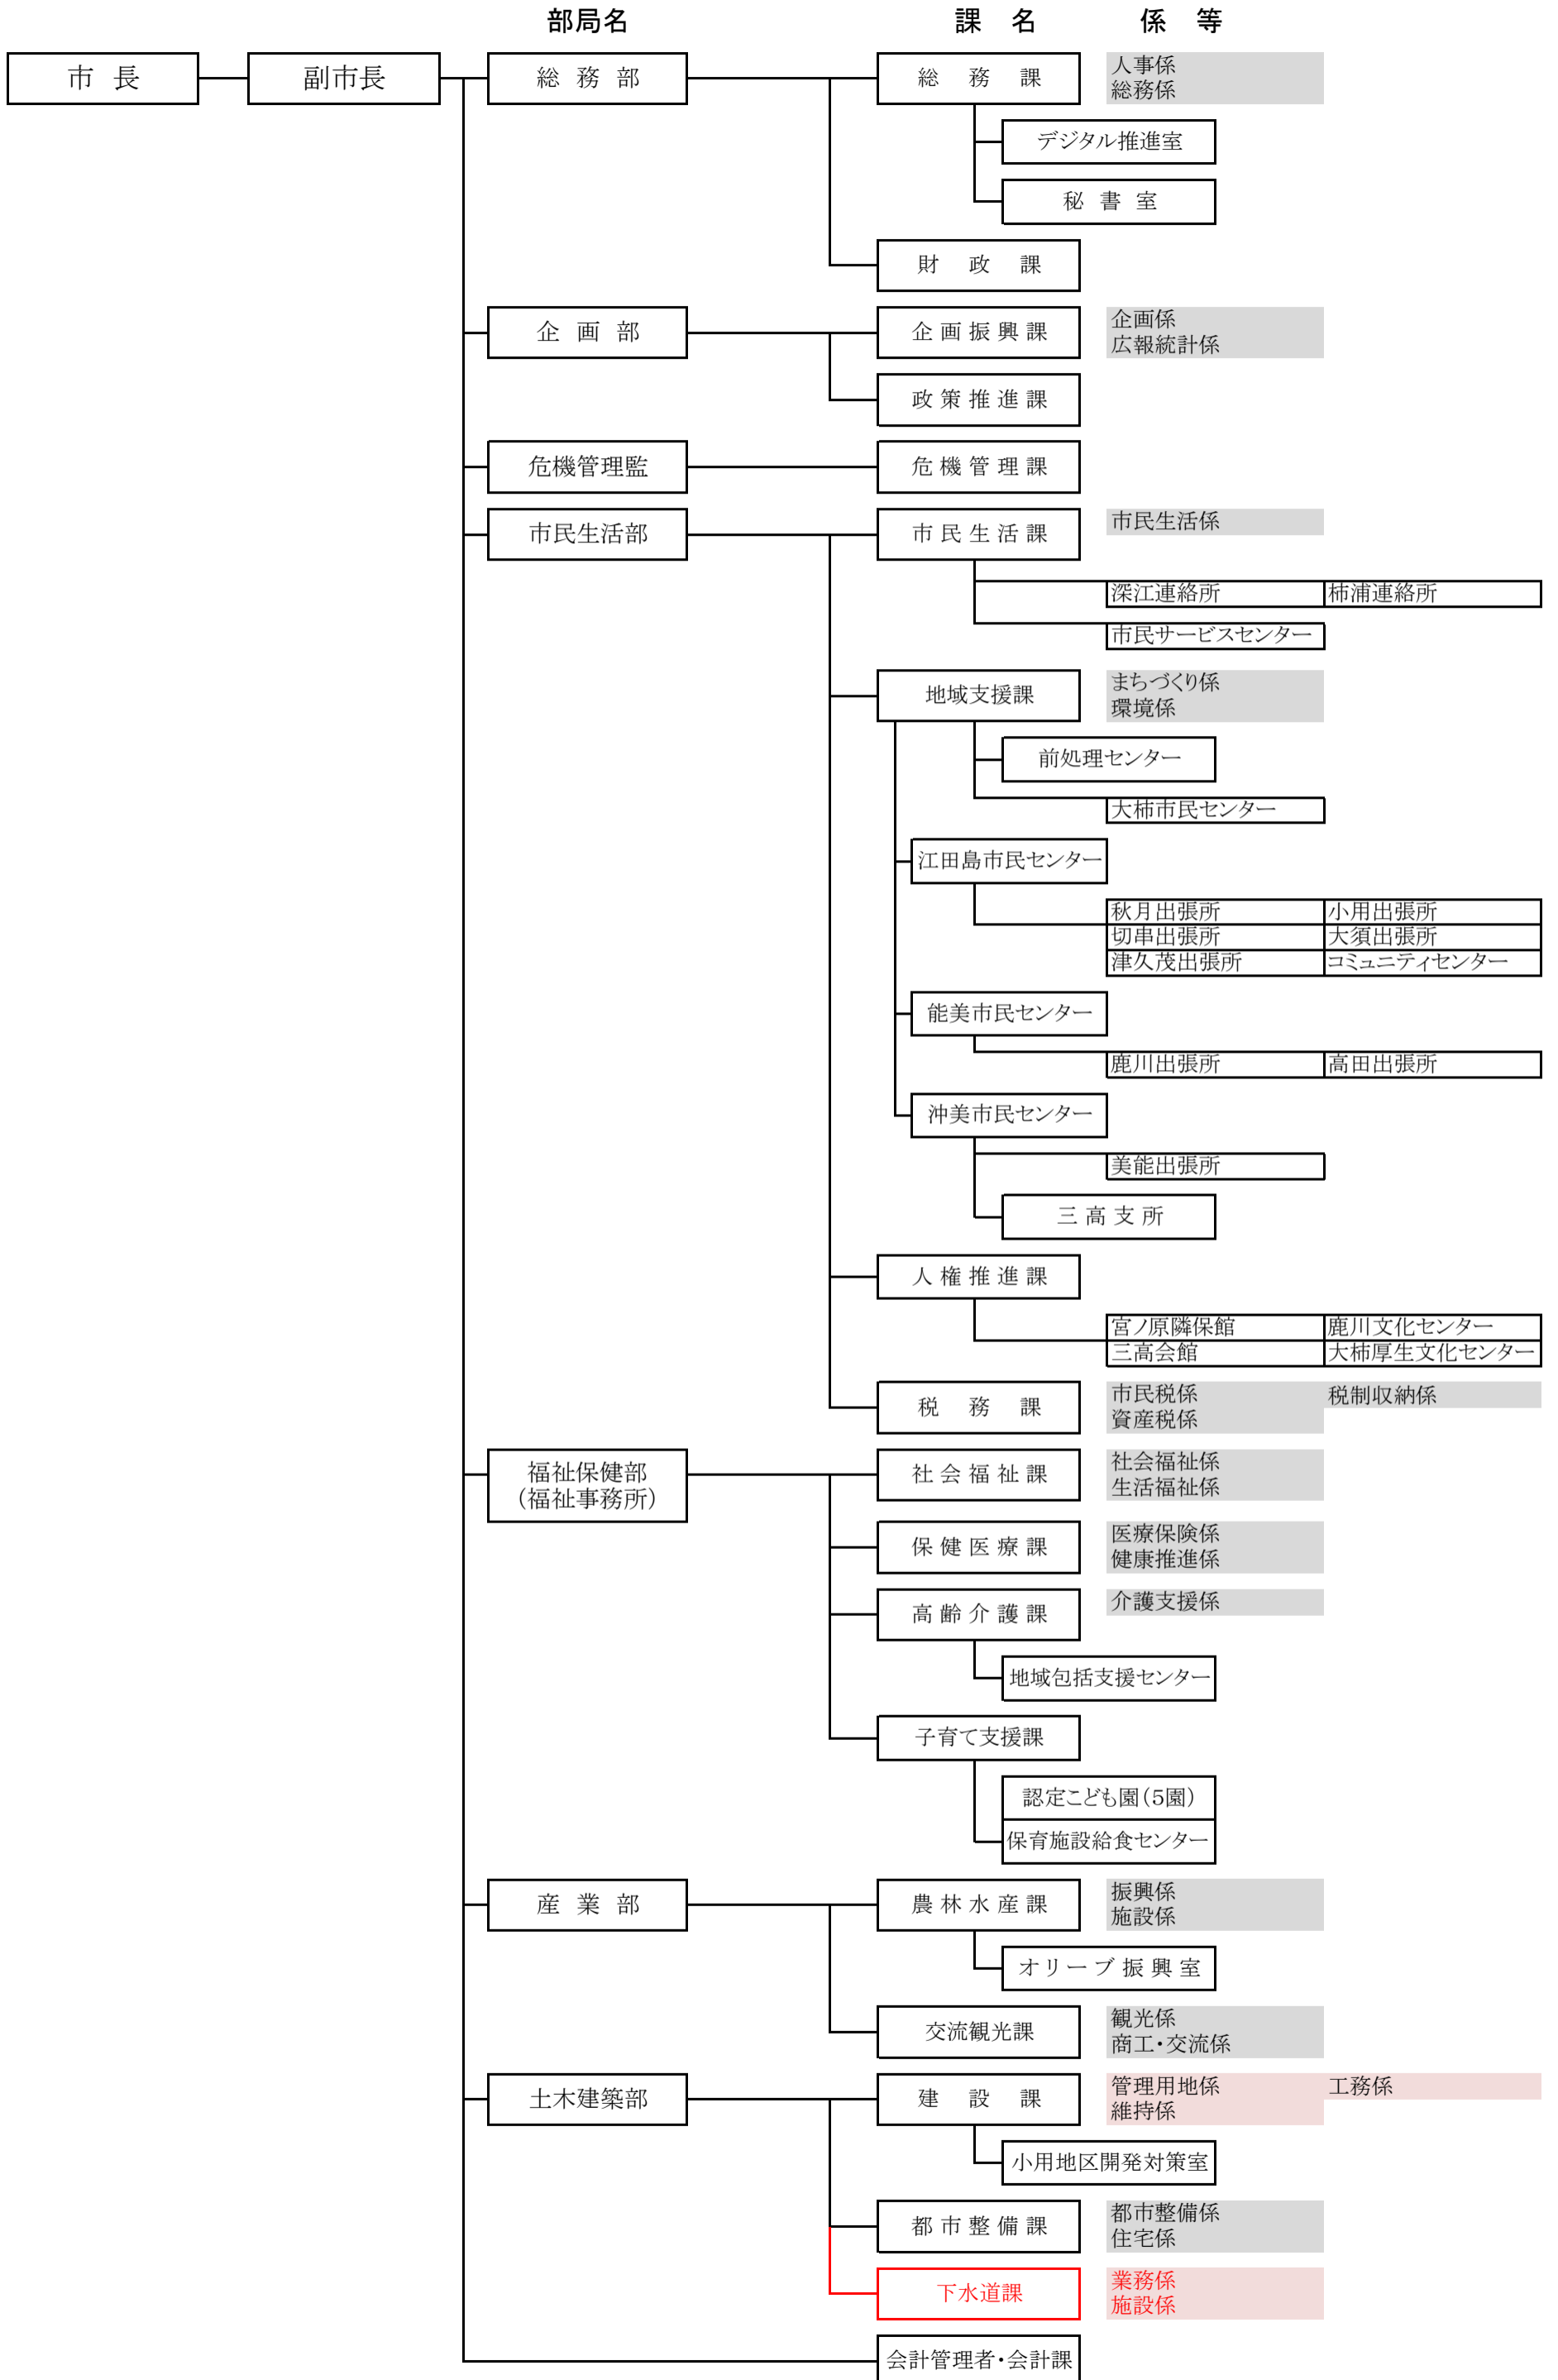 部局名 課 名 係 等
市 長 副市長 総 務 部 総 務 課 人事係
総務係
デジタル推進室
秘 書 室
財 政 課
企 画 部 企 画 振 興 課 企画係
広報統計係
政 策 推 進 課
危機管理監 危 機 管 理 課
市民生活部 市 民 生 活 課 市民生活係
深江連絡所 柿浦連絡所
市民サービスセンター
地域支援課 まちづくり係
環境係
前処理センター
大柿市民センター
江田島市民センター
秋月出張所 小用出張所
切串出張所 大須出張所
津久茂出張所 コミュニティセンター
能美市民センター
鹿川出張所 高田出張所
沖美市民センター
美能出張所
三 高 支 所
人 権 推 進 課
宮ノ原隣保館 鹿川文化センター
三高会館 大柿厚生文化センター
税 務 課 市民税係 税制収納係
資産税係
福祉保健部
（福祉事務所）
社 会 福 祉 課 社会福祉係
生活福祉係
保 健 医 療 課 医療保険係
健康推進係
高 齢 介 護 課 介護支援係
地域包括支援センター
子育て支援課
認定こども園（5園）
保育施設給食センター
産 業 部 農 林 水 産 課 振興係
施設係
オ リ ー ブ 振 興 室
交流観光課 観光係
商工・交流係
土木建築部 建 設 課 管理用地係 工務係
維持係
小用地区開発対策室
都 市 整 備 課 都市整備係
住宅係
下水道課 業務係
施設係
会計管理者・会計課